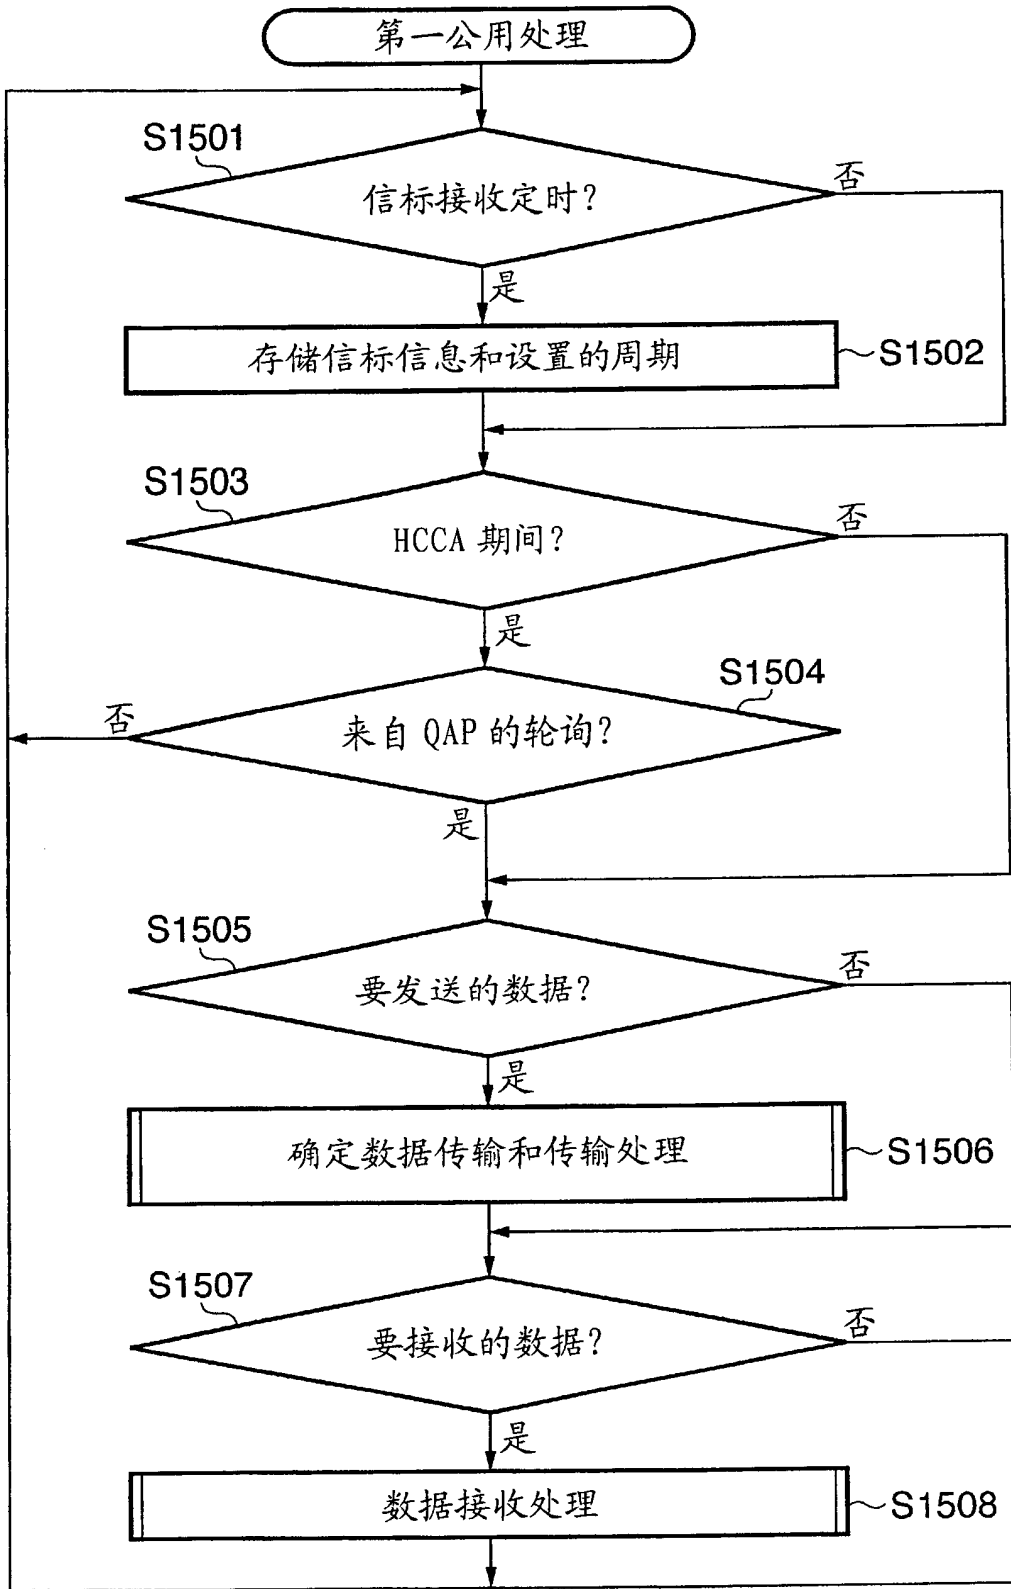 第一公用处理
S1501
信标接收定时?
否
是
存储信标信息和设置的周期
S1502
S1503
HCCA 期间?
否
是
S1504
来自 QAP 的轮询?
否
是
S1505
要发送的数据?
否
是
确定数据传输和传输处理
S1506
S1507
要接收的数据?
否
是
数据接收处理
S1508